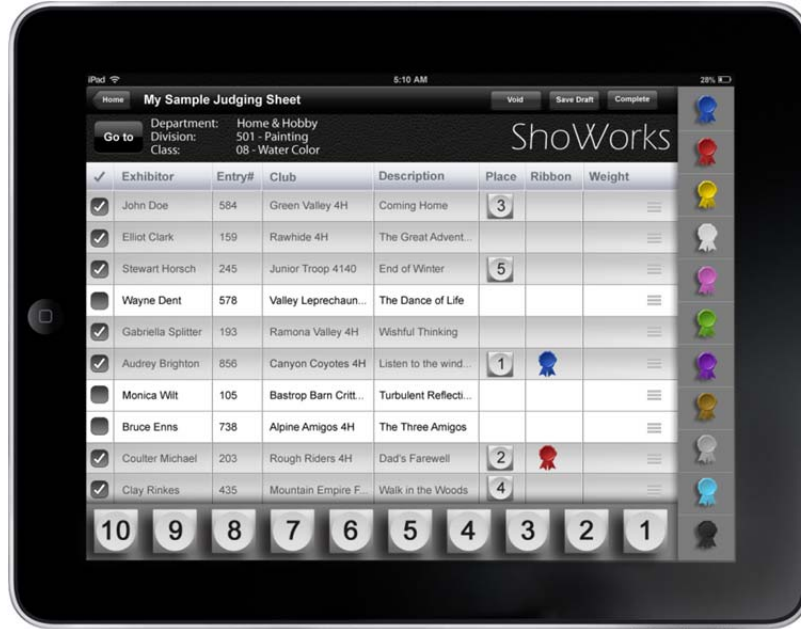 iPad 5:10 AM 28%
Home My Sample Judging Sheet Void Save Draft Complete
Go to Department: Home & Hobby
Division: 501 - Painting
Class: 08 - Water Color
ShoWorks
✓ Exhibitor Entry# Club Description Place Ribbon Weight
John Doe 584 Green Valley 4H Coming Home 3
Elliot Clark 159 Rawhide 4H The Great Advent...
Stewart Horsch 245 Junior Troop 4140 End of Winter 5
Wayne Dent 578 Valley Leprechaun... The Dance of Life
Gabriella Splitter 193 Ramona Valley 4H Wishful Thinking
Audrey Brighton 856 Canyon Coyotes 4H Listen to the wind... 1
Monica Wilt 105 Bastrop Barn Critt... Turbulent Reflecti...
Bruce Enns 738 Alpine Amigos 4H The Three Amigos
Coulter Michael 203 Rough Riders 4H Dad's Farewell 2
Clay Rinkes 435 Mountain Empire F... Walk in the Woods 4
10 9 8 7 6 5 4 3 2 1